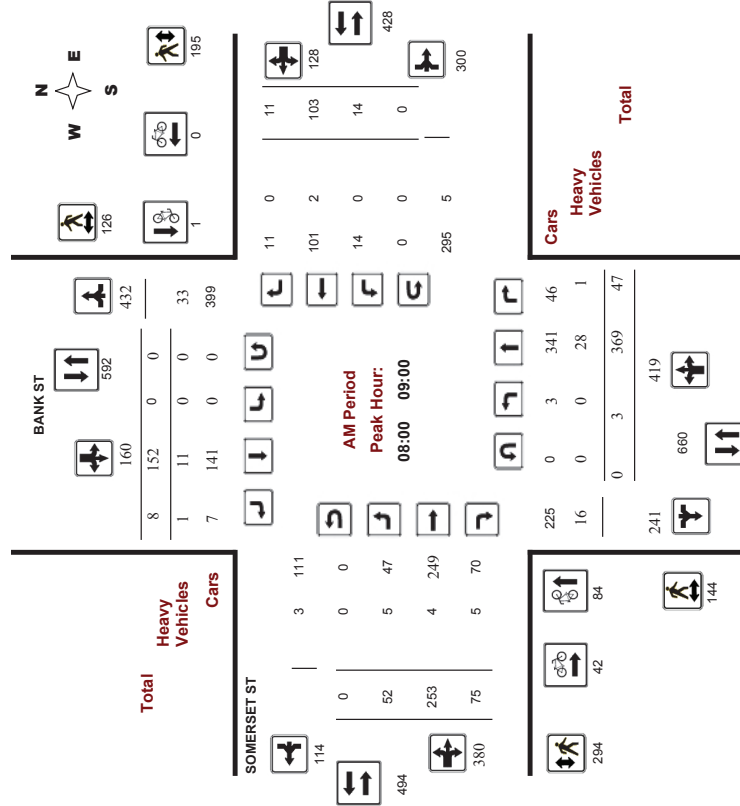 N
W E
S
195
0
126
1
BANK ST
592
160
432
8 152 0 0
1 11 0 0 33
7 141 0 0 399
428
128
300
11 0 11
101 2 103
14 0 14
0 0 0
295 5
Total
Heavy
Vehicles
Cars
AM Period
Peak Hour:
08:00 09:00
SOMERSET ST
3 111
0 0 0
52 5 47
253 4 249
75 5 70
114
494
380
Cars
Heavy
Vehicles
Total
225 0 3 341 46
16 0 0 28 1
0 3 369 47
241
419
660
84
42
294
144